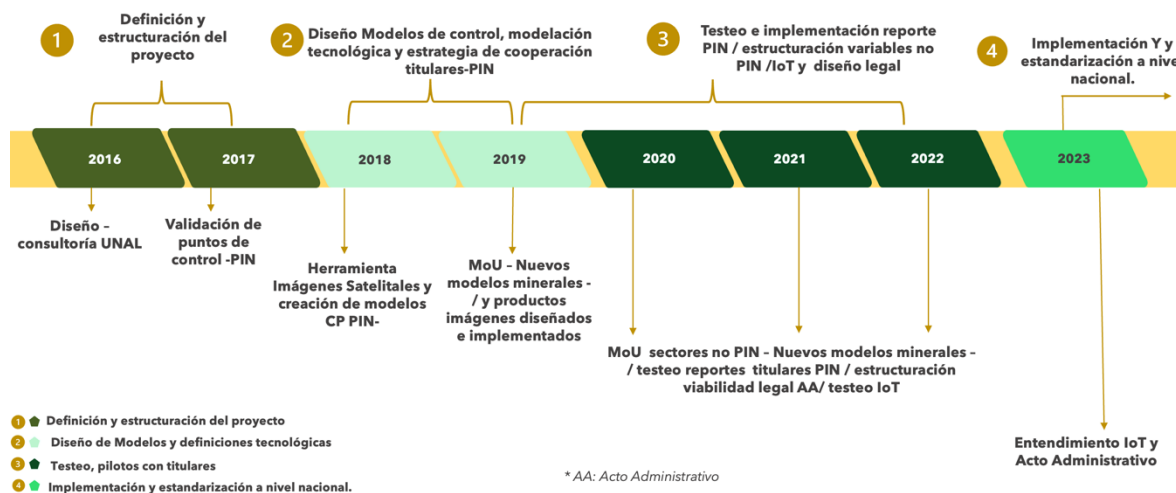 1
Definición y
estructuración del
proyecto
2
Diseño Modelos de control, modelación
tecnológica y estrategia de cooperación
titulares-PIN
3
Testeo e implementación reporte
PIN / estructuración variables no
PIN /IoT y diseño legal
4
Implementación Y y
estandarización a nive
nacional.
2016
2017
2018
2019
2020
2021
2022
2023
Diseño –
consultoría UNAL
Validación de
puntos de
control -PIN
Herramienta
Imágenes Satelitales y
creación de modelos
CP PIN-
MoU – Nuevos
modelos minerales -
/ y productos
imágenes diseñados
e implementados
MoU sectores no PIN – Nuevos modelos minerales –
/ testeo reportes titulares PIN / estructuración
viabilidad legal AA/ testeo IoT
Entendimiento IoT y
Acto Administrativo
1 Definición y estructuración del proyecto
2 Diseño de Modelos y definiciones tecnológicas
3 Testeo, pilotos con titulares
4 Implementación y estandarización a nivel nacional.
* AA: Acto Administrativo